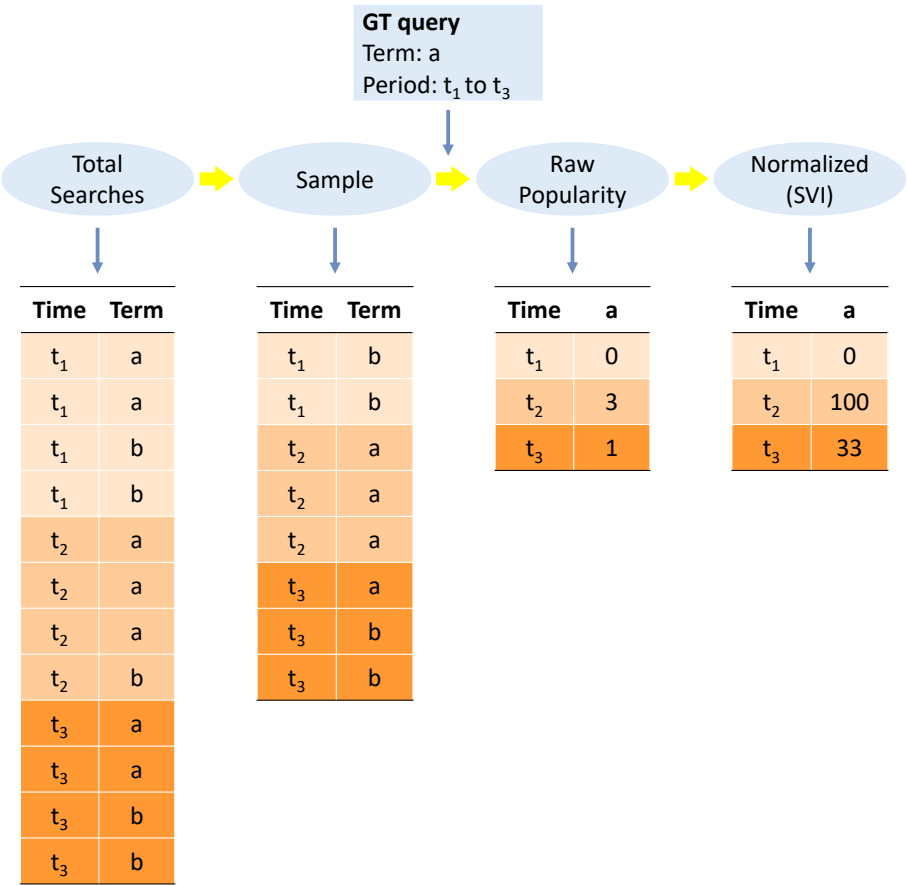 GT query
Term: a
Period: t₁ to t₃
Total
Searches
Sample
Raw
Popularity
Normalized
(SVI)
Time Term
t₁ a
t₁ a
t₁ b
t₁ b
t₂ a
t₂ a
t₂ a
t₂ b
t₃ a
t₃ a
t₃ b
t₃ b
Time Term
t₁ b
t₁ b
t₂ a
t₂ a
t₂ a
t₃ a
t₃ b
t₃ b
Time a
t₁ 0
t₂ 3
t₃ 1
Time a
t₁ 0
t₂ 100
t₃ 33